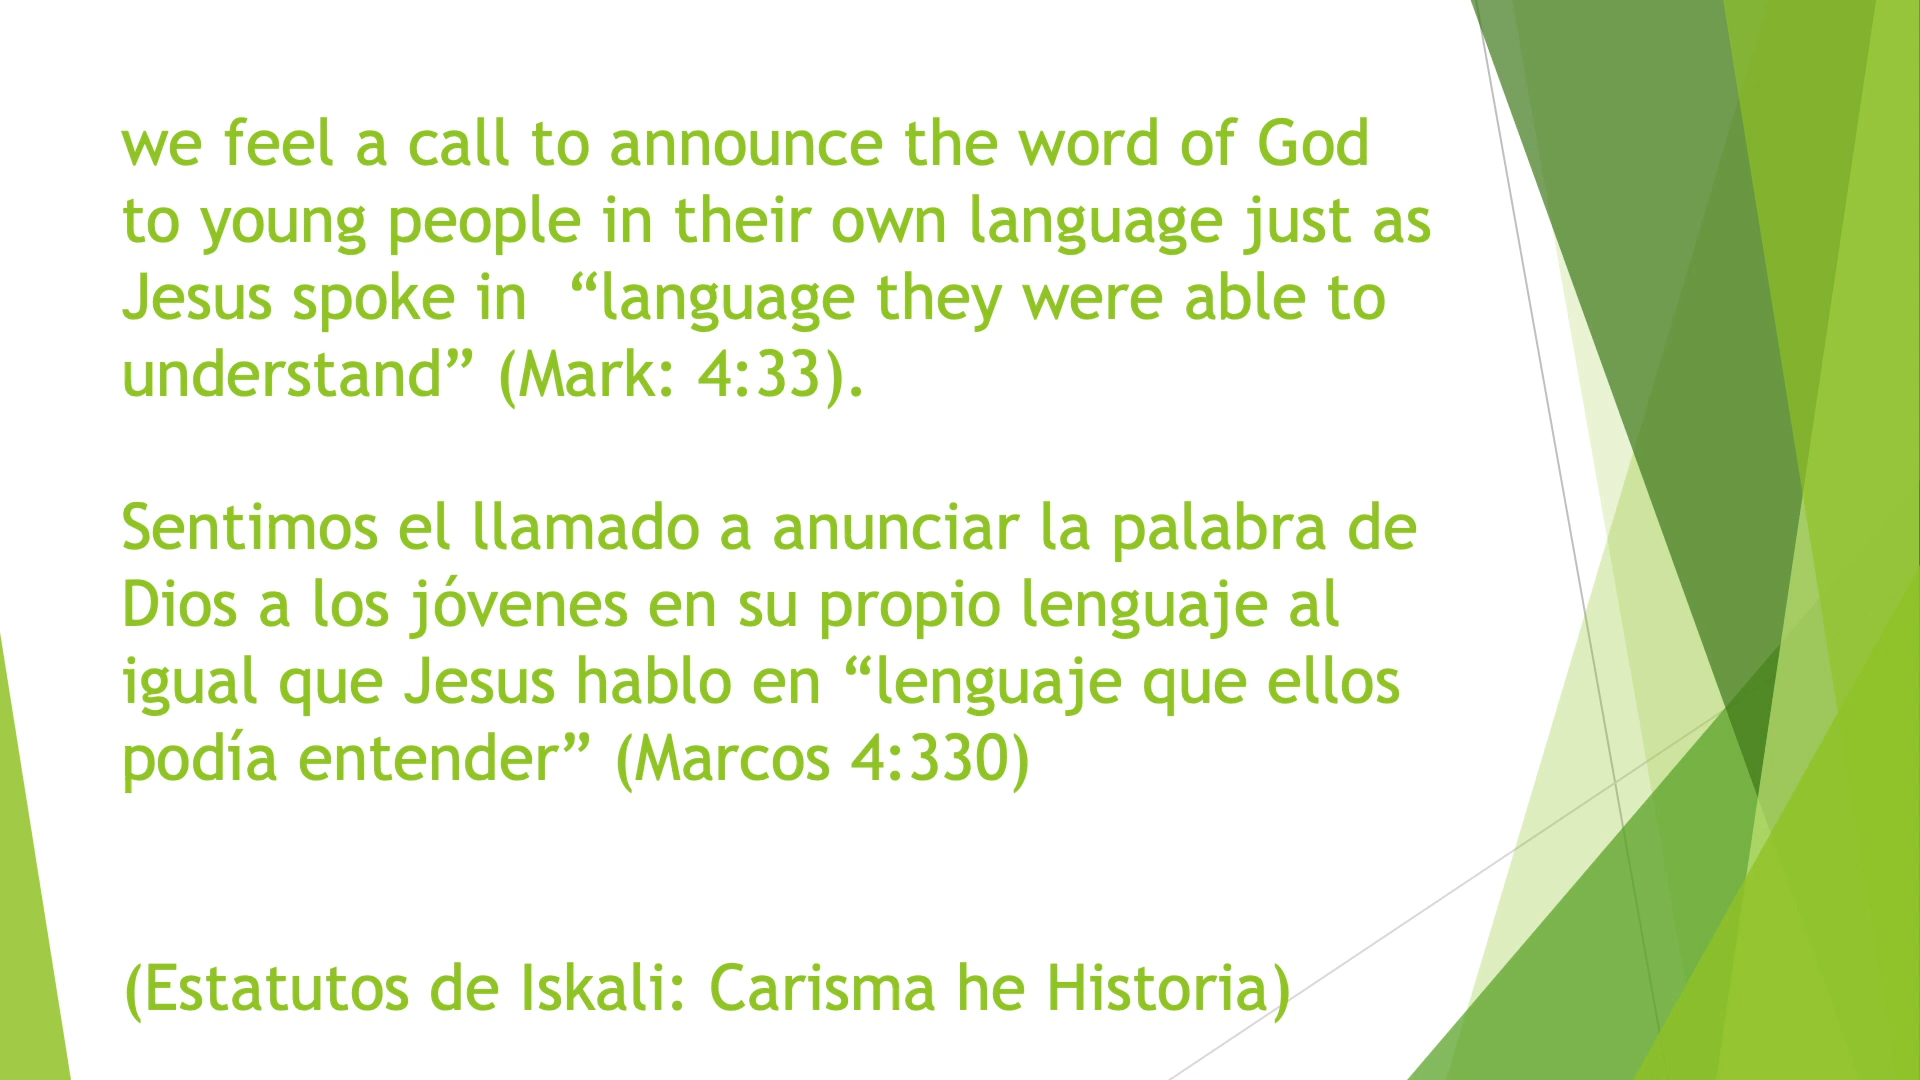 we feel a call to announce the word of God
to young people in their own language just as
Jesus spoke in  “language they were able to
understand” (Mark: 4:33).
Sentimos el llamado a anunciar la palabra de
Dios a los jóvenes en su propio lenguaje al
igual que Jesus hablo en “lenguaje que ellos
podía entender” (Marcos 4:330)
(Estatutos de Iskali: Carisma he Historia)